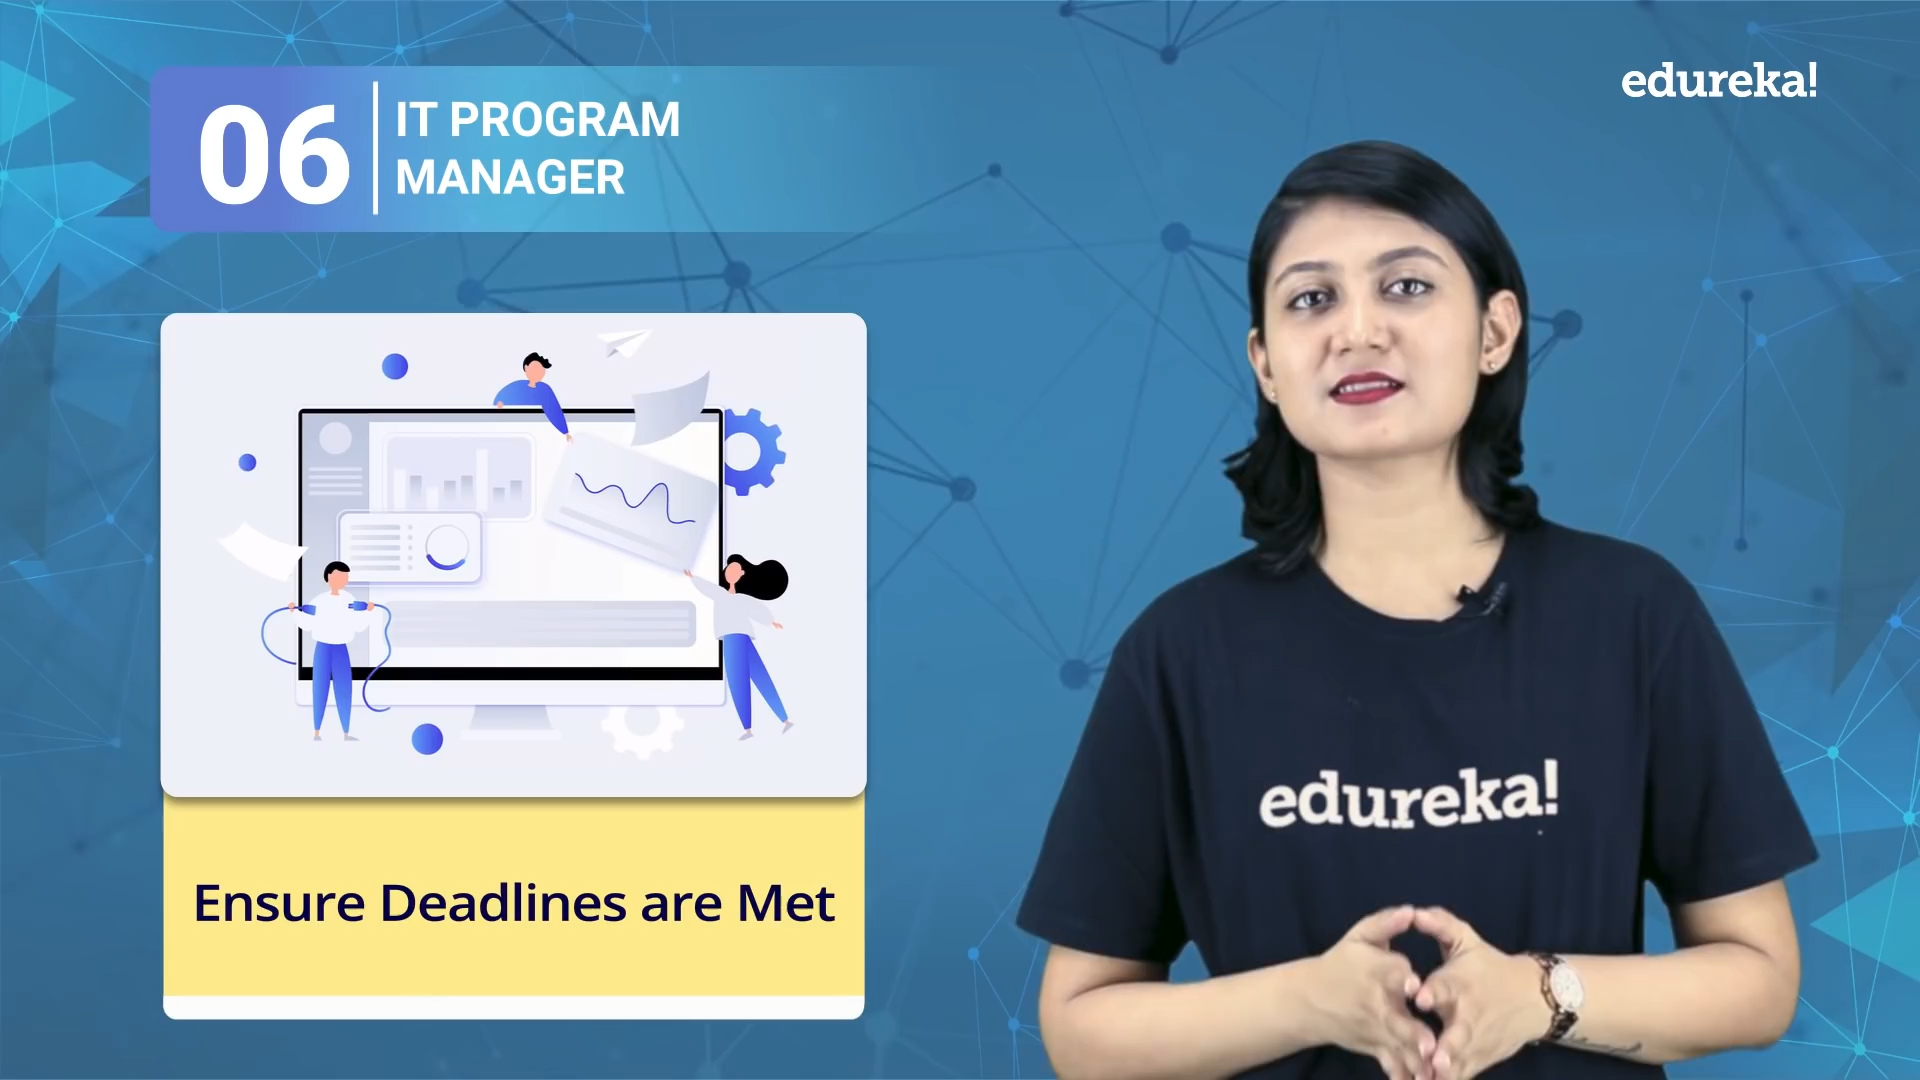 06
IT PROGRAM
MANAGER
edureka!
Ensure Deadlines are Met
edureka!